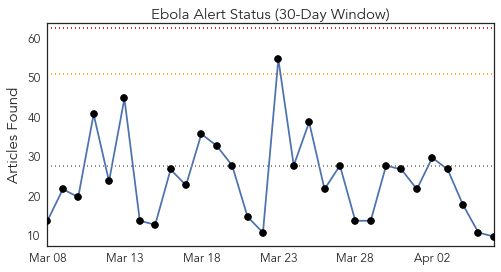 Ebola Alert Status (30-Day Window)
Articles Found
60
50
40
30
20
10
Mar 08 Mar 13 Mar 18 Mar 23 Mar 28 Apr 02